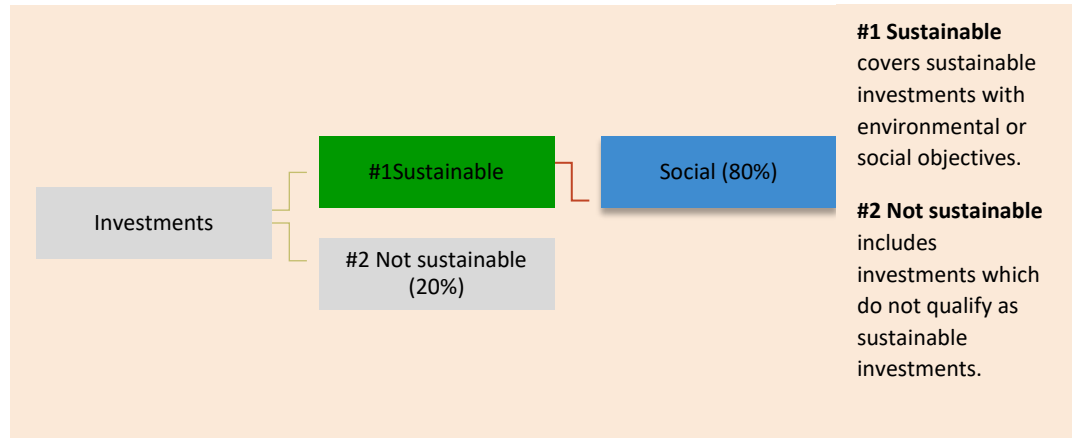 Investments
#1Sustainable
#2 Not sustainable
(20%)
Social (80%)
#1 Sustainable
covers sustainable
investments with
environmental or
social objectives.
#2 Not sustainable
includes
investments which
do not qualify as
sustainable
investments.